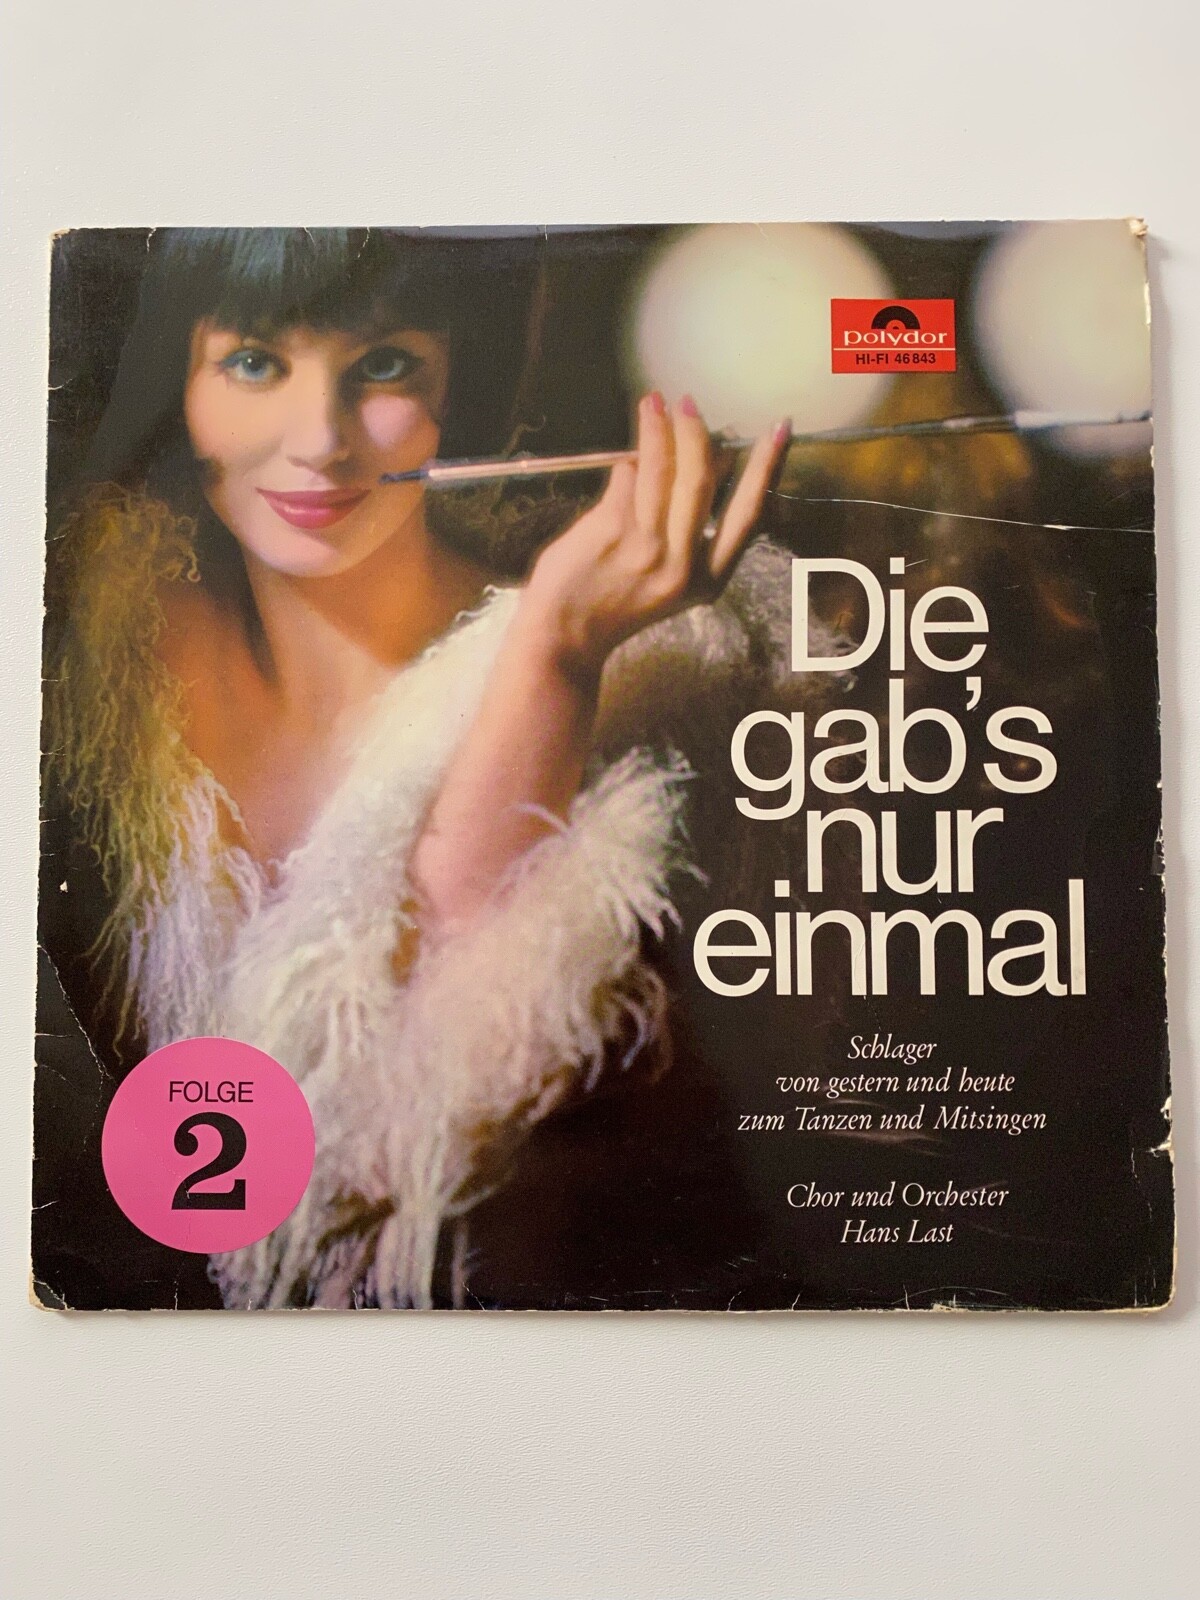 polydor
HI-FI 46 843
Die
gab's
nur
einmal
Schlager
von gestern und heute
zum Tanzen und Mitsingen
Chor und Orchester
Hans Last
FOLGE
2